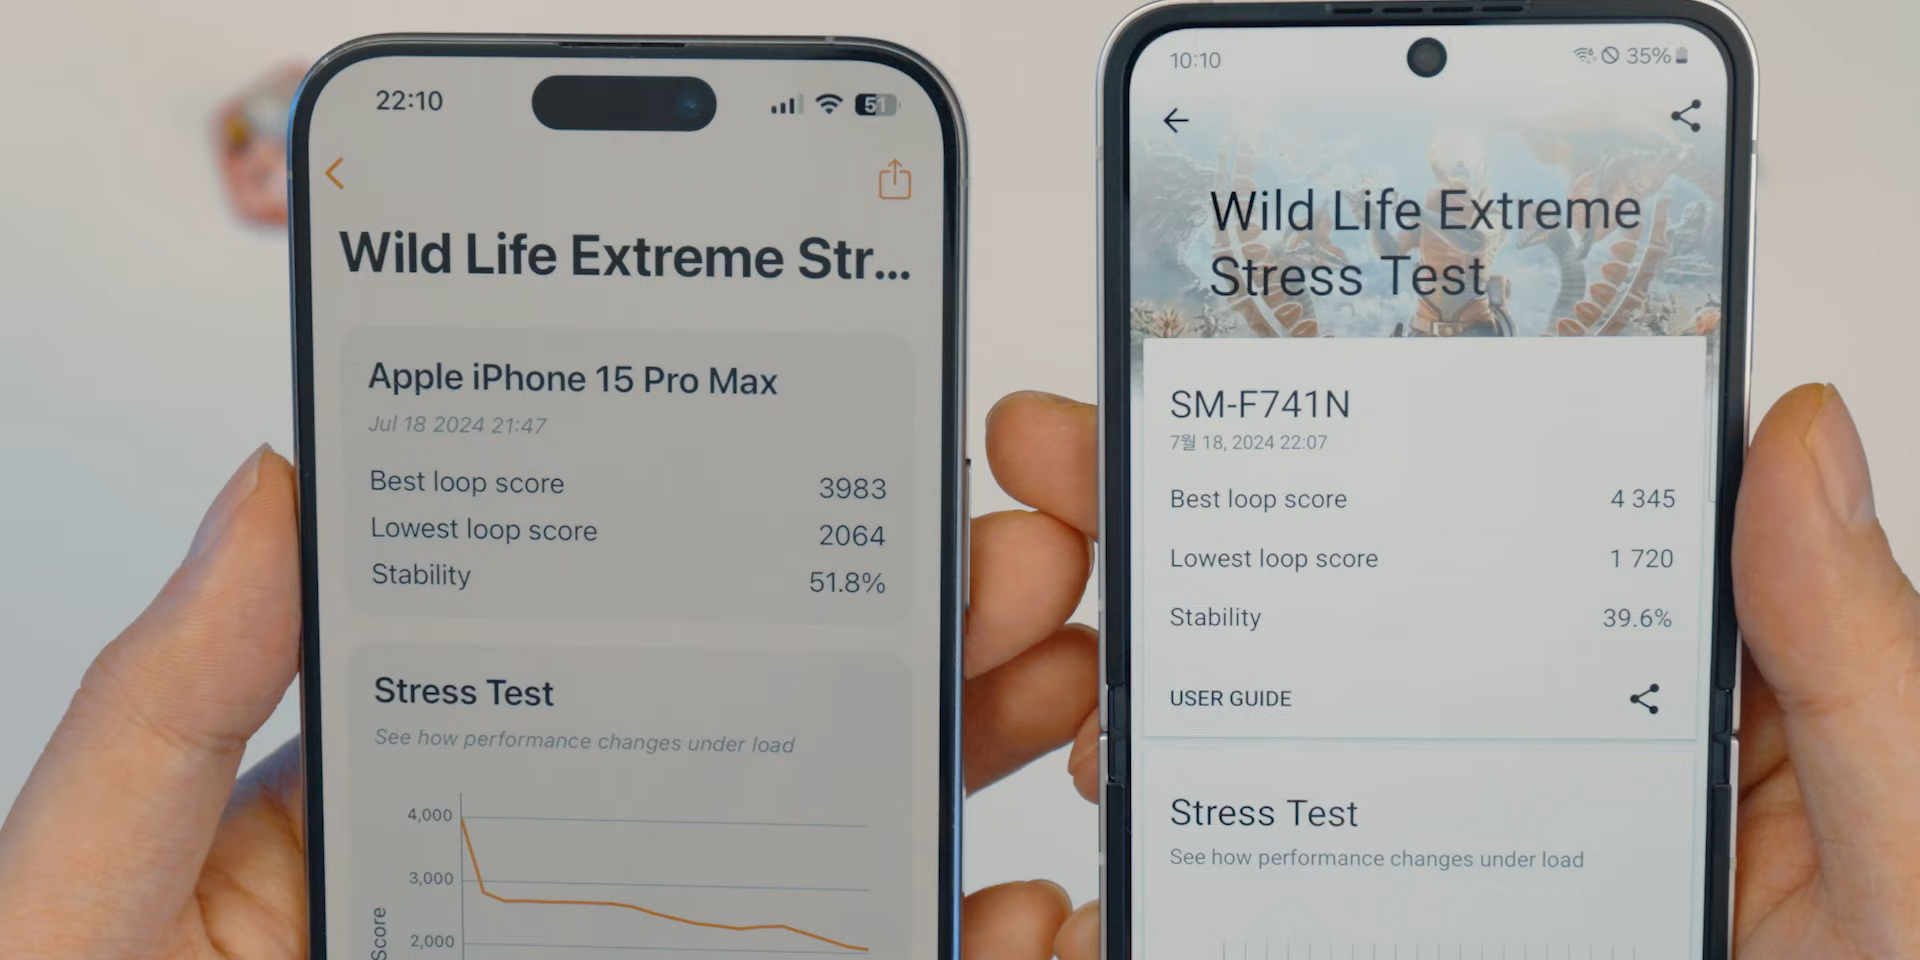 22:10
51
Wild Life Extreme Str...
Apple iPhone 15 Pro Max
Jul 18 2024 21:47
Best loop score 3983
Lowest loop score 2064
Stability 51.8%
Stress Test
See how performance changes under load
4,000
3,000
2,000
Score
10:10
35%
Wild Life Extreme
Stress Test
SM-F741N
7월 18, 2024 22:07
Best loop score 4 345
Lowest loop score 1 720
Stability 39.6%
USER GUIDE
Stress Test
See how performance changes under load